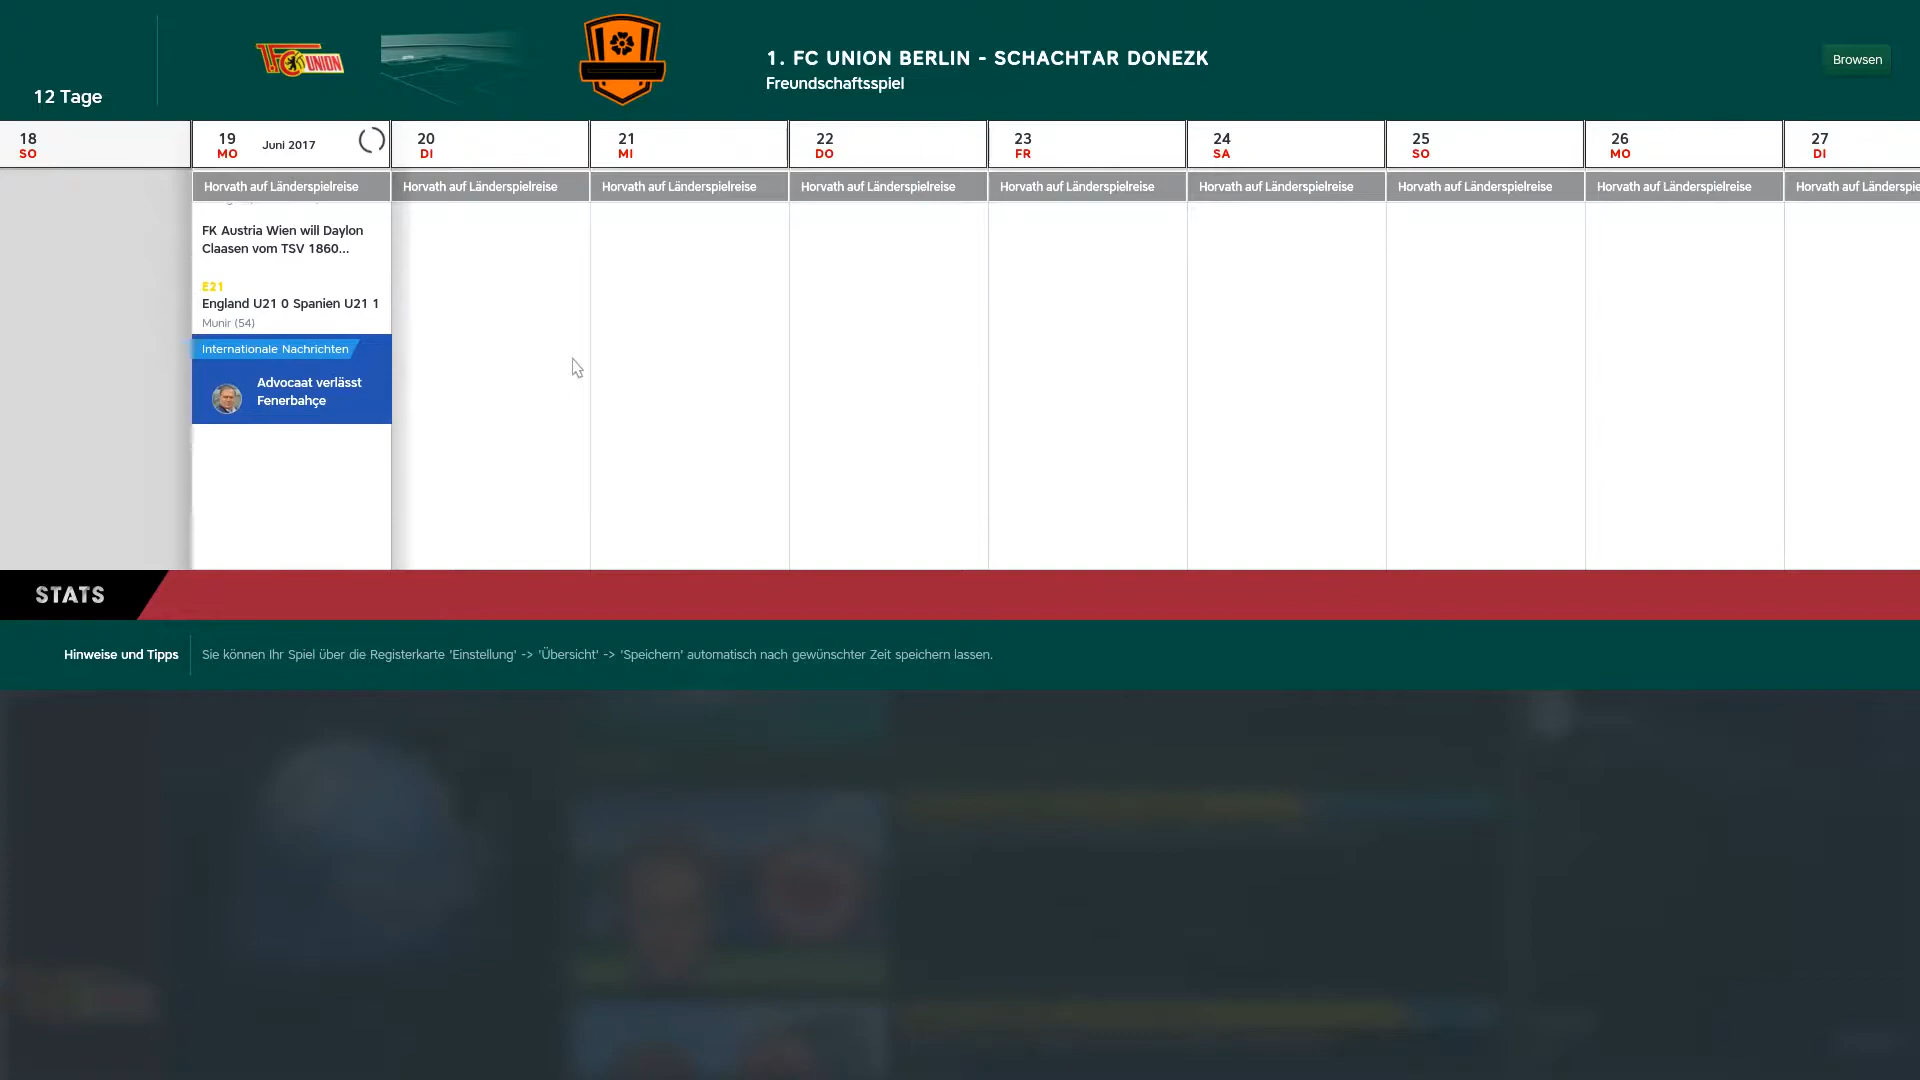 12 Tage
FC UNION
1. FC UNION BERLIN - SCHACHTAR DONEZK
Freundschaftsspiel
Browsen
18
SO
19
MO
Juni 2017
20
DI
21
MI
22
DO
23
FR
24
SA
25
SO
26
MO
27
DI
Horvath auf Länderspielreise
Horvath auf Länderspielreise
Horvath auf Länderspielreise
Horvath auf Länderspielreise
Horvath auf Länderspielreise
Horvath auf Länderspielreise
Horvath auf Länderspielreise
Horvath auf Länderspielreise
Horvath auf Länderspie
FK Austria Wien will Daylon
Claasen vom TSV 1860...
E21
England U21 0 Spanien U21 1
Munir (54)
Internationale Nachrichten
Advocaat verlässt
Fenerbahçe
STATS
Hinweise und Tipps
Sie können Ihr Spiel über die Registerkarte 'Einstellung' -> 'Übersicht' -> 'Speichern' automatisch nach gewünschter Zeit speichern lassen.